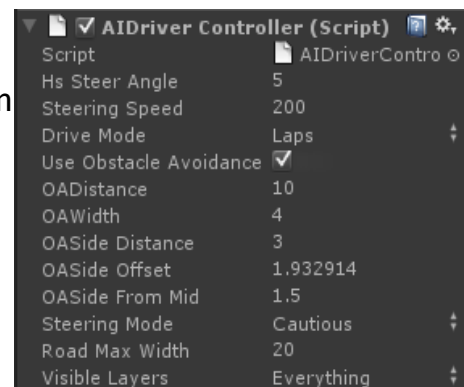 AIDriver Controller (Script)
Script AIDriverContro
Hs Steer Angle 5
Steering Speed 200
Drive Mode Laps
Use Obstacle Avoidance
OADistance 10
OAWidth 4
OASide Distance 3
OASide Offset 1.932914
OASide From Mid 1.5
Steering Mode Cautious
Road Max Width 20
Visible Layers Everything